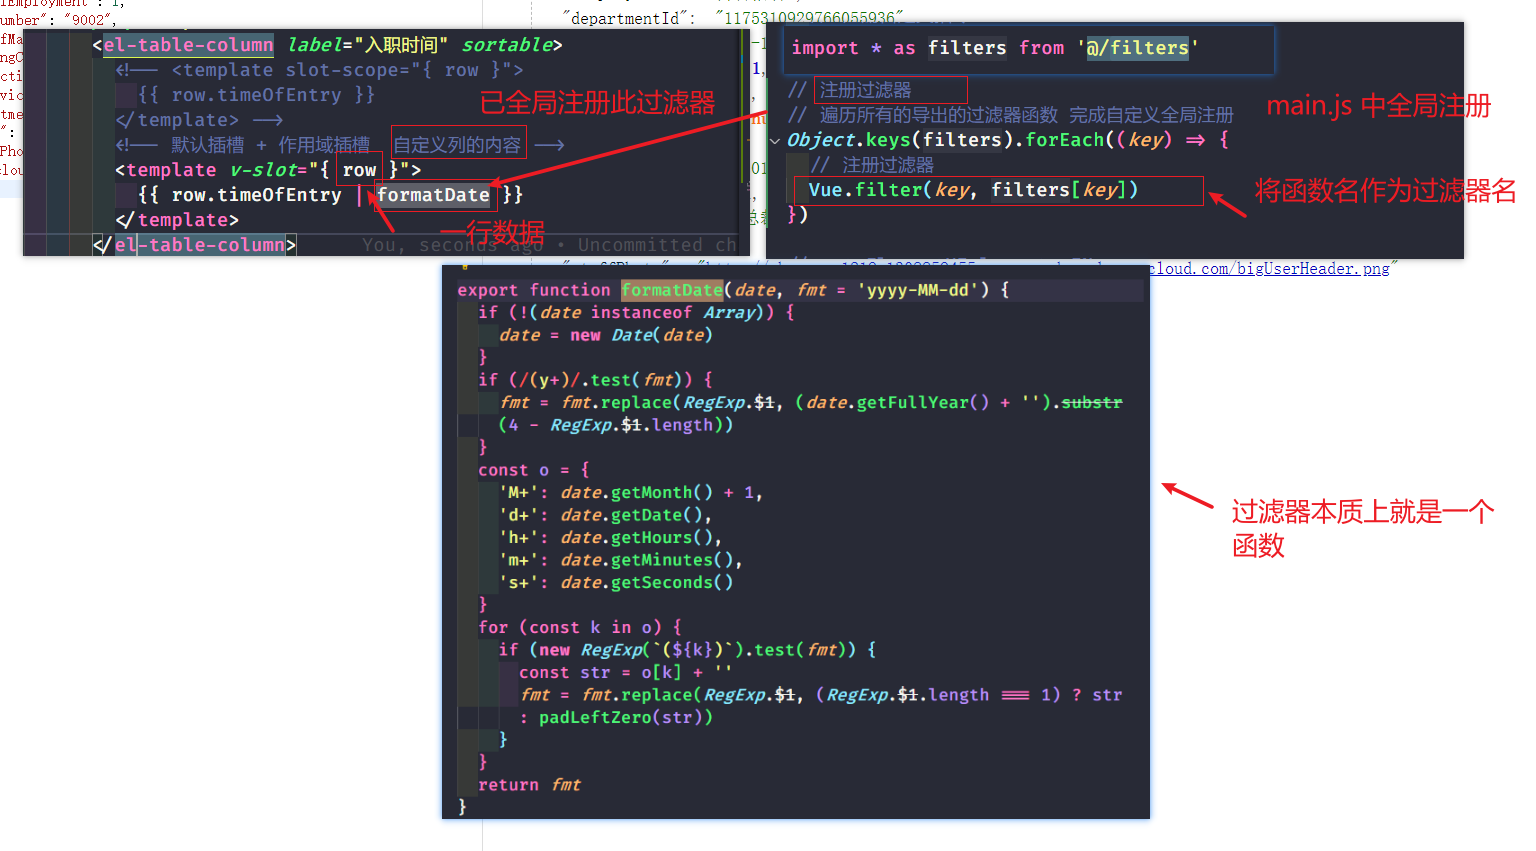 umber": "9002",
"departmentId": "1175310929766055936"
<el-table-column label="入职时间" sortable>
<!-- <template slot-scope="{ row }">
{{ row.timeOfEntry }}
</template> -->
<!-- 默认插槽 + 作用域插槽 自定义列的内容 -->
<template v-slot="{ row }">
{{ row.timeOfEntry | formatDate }}
</template>
</el-table-column>
You, seconds ago • Uncommitted ch
已全局注册此过滤器
一行数据
import * as filters from '@/filters'
// 注册过滤器
// 遍历所有的导出的过滤器函数 完成自定义全局注册
Object.keys(filters).forEach((key) => {
// 注册过滤器
Vue.filter(key, filters[key])
})
main.js 中全局注册
将函数名作为过滤器名
cloud.com/bigUserHeader.png"
export function formatDate(date, fmt = 'yyyy-MM-dd') {
if (!(date instanceof Array)) {
date = new Date(date)
}
if (/(y+)/.test(fmt)) {
fmt = fmt.replace(RegExp.$1, (date.getFullYear() + '').substr
(4 - RegExp.$1.length))
}
const o = {
'M+': date.getMonth() + 1,
'd+': date.getDate(),
'h+': date.getHours(),
'm+': date.getMinutes(),
's+': date.getSeconds()
}
for (const k in o) {
if (new RegExp(`(${k})`).test(fmt)) {
const str = o[k] + ''
fmt = fmt.replace(RegExp.$1, (RegExp.$1.length === 1) ? str
: padLeftZero(str))
}
}
return fmt
}
过滤器本质上就是一个
函数